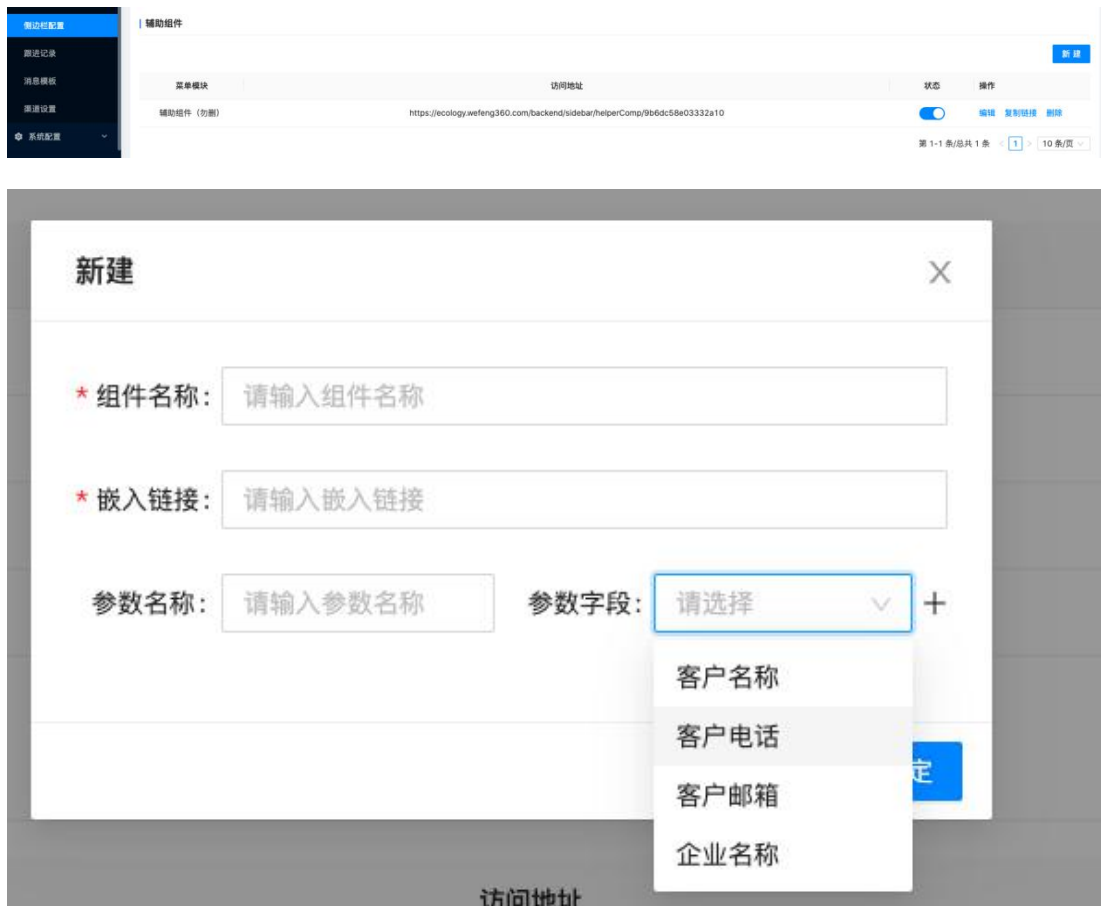 侧边栏配置
辅助组件
跟进记录
新 建
消息模板
菜单模块 访问地址 状态 操作
渠道设置
辅助组件（勿删） https://ecology.wefeng360.com/backend/sidebar/helperComp/9b6dc58e03332a10 编辑 复制链接 删除
系统配置
第 1-1 条/总共 1 条 < 1 > 10 条/页
新建 X
* 组件名称: 请输入组件名称
* 嵌入链接: 请输入嵌入链接
参数名称: 请输入参数名称 参数字段: 请选择 +
客户名称
客户电话
定
客户邮箱
企业名称
访问地址